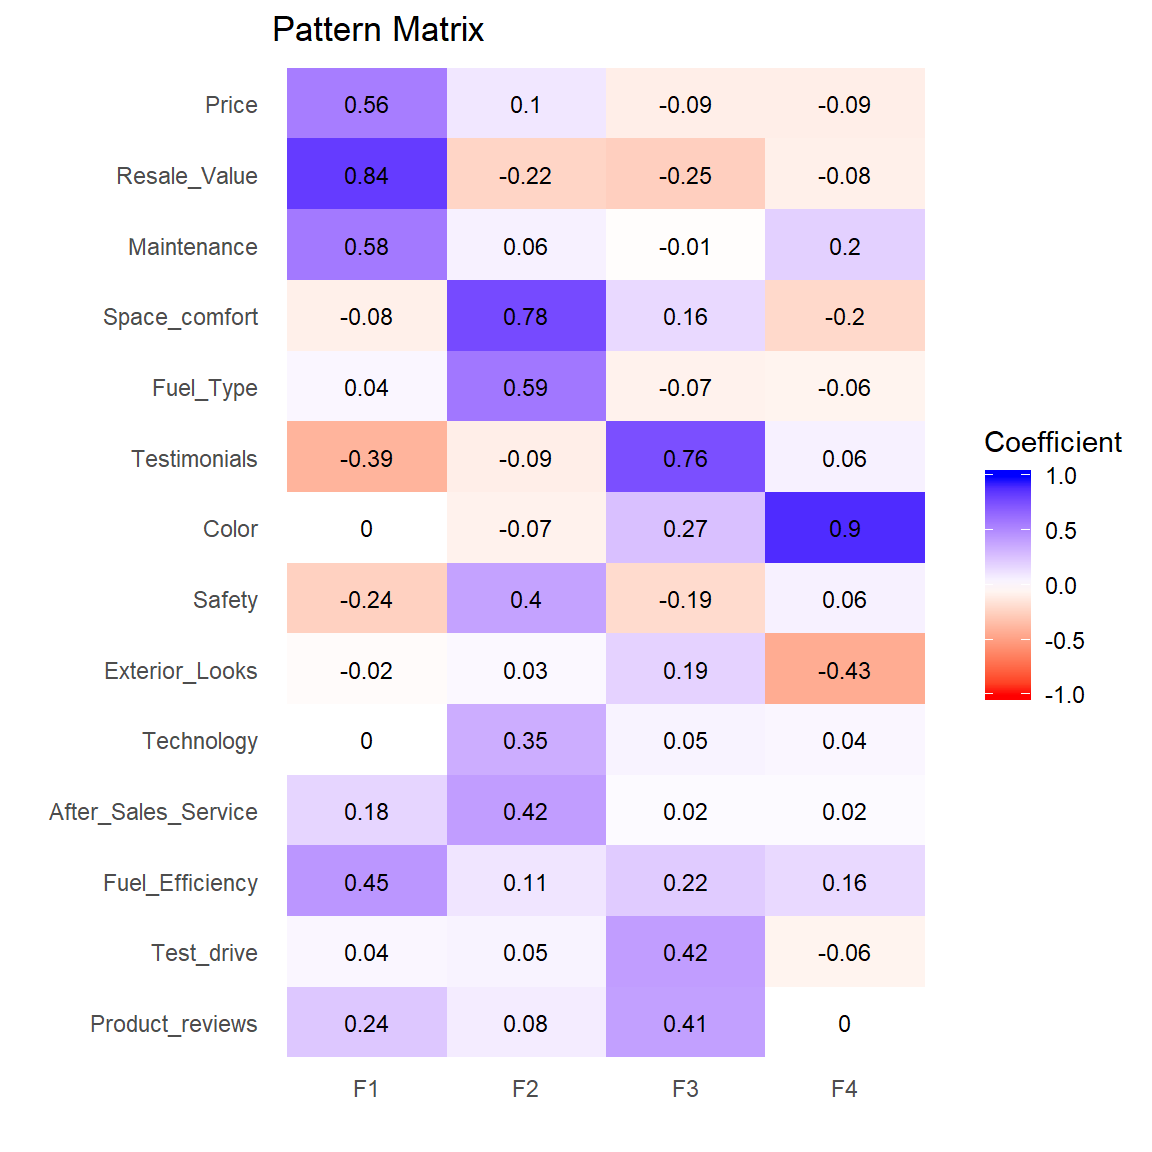 Pattern Matrix
Price 0.56 0.1 -0.09 -0.09
Resale_Value 0.84 -0.22 -0.25 -0.08
Maintenance 0.58 0.06 -0.01 0.2
Space_comfort -0.08 0.78 0.16 -0.2
Fuel_Type 0.04 0.59 -0.07 -0.06
Testimonials -0.39 -0.09 0.76 0.06
Color 0 -0.07 0.27 0.9
Safety -0.24 0.4 -0.19 0.06
Exterior_Looks -0.02 0.03 0.19 -0.43
Technology 0 0.35 0.05 0.04
After_Sales_Service 0.18 0.42 0.02 0.02
Fuel_Efficiency 0.45 0.11 0.22 0.16
Test_drive 0.04 0.05 0.42 -0.06
Product_reviews 0.24 0.08 0.41 0
F1 F2 F3 F4
Coefficient
1.0
0.5
0.0
-0.5
-1.0